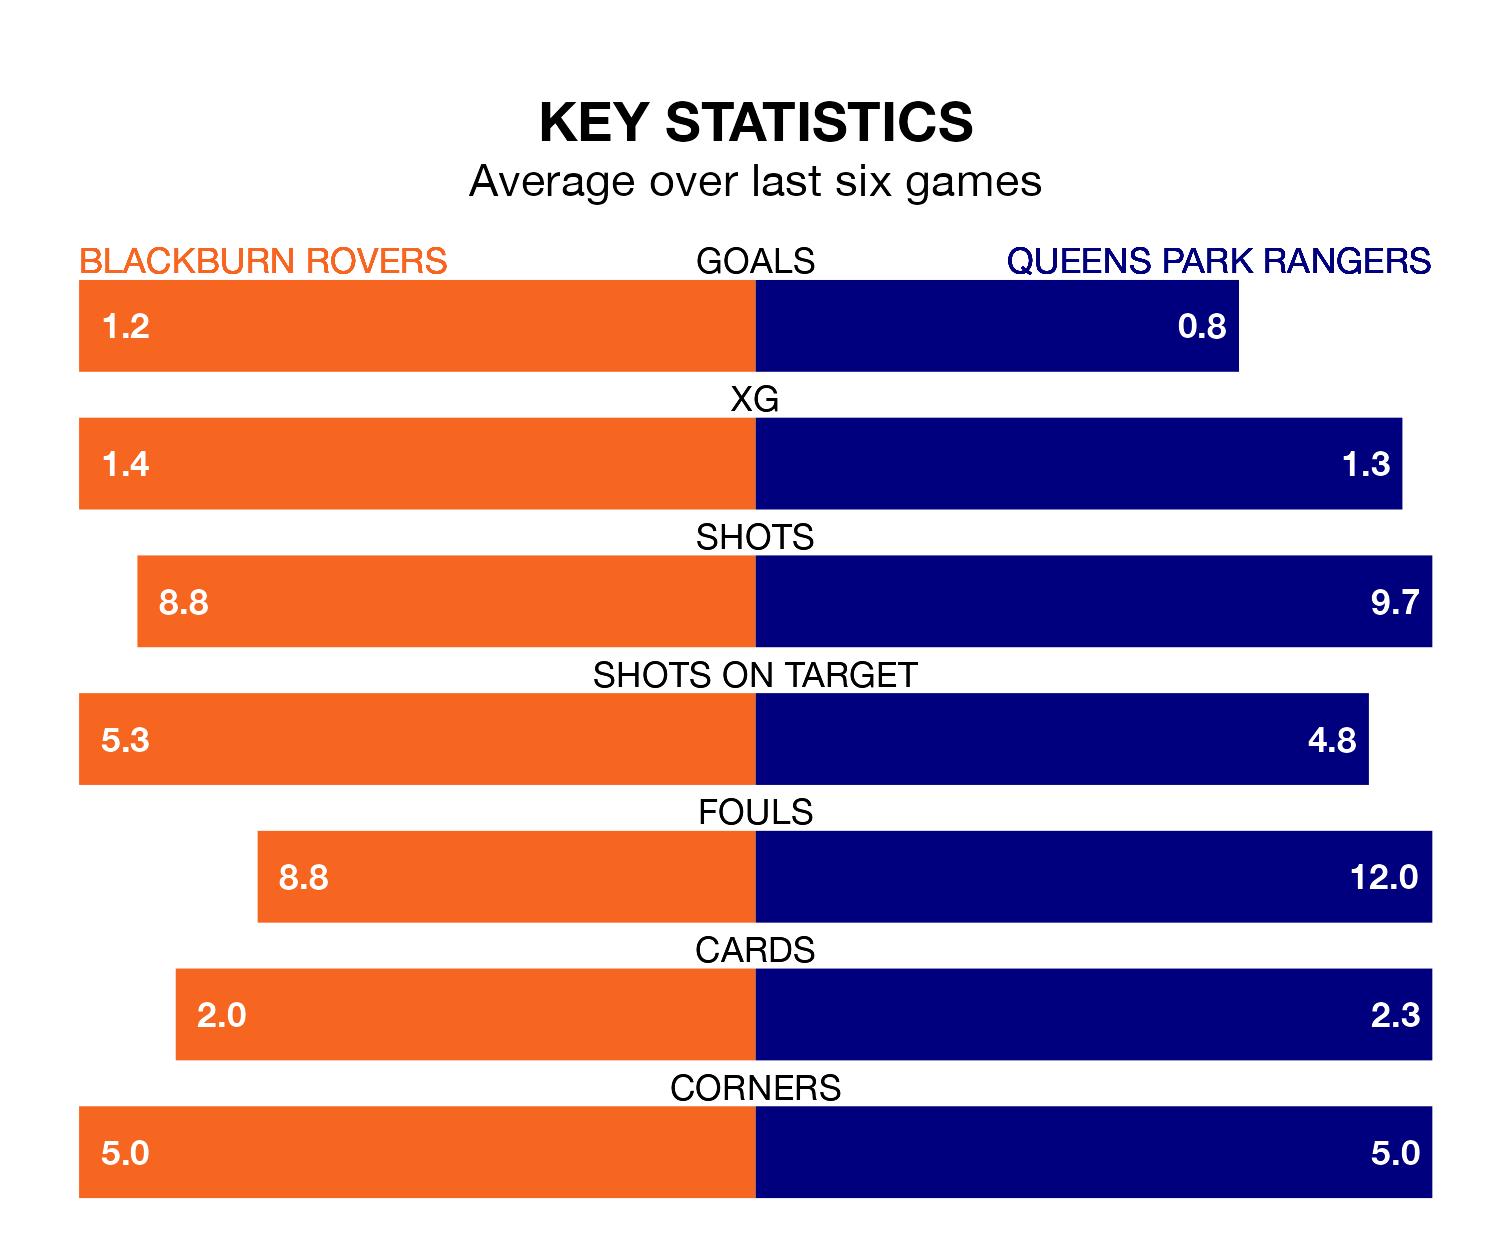 KEY STATISTICS
Average over last six games
BLACKBURN ROVERS GOALS QUEENS PARK RANGERS
1.2 0.8
XG
1.4 1.3
SHOTS
8.8 9.7
SHOTS ON TARGET
5.3 4.8
FOULS
8.8 12.0
CARDS
2.0 2.3
CORNERS
5.0 5.0